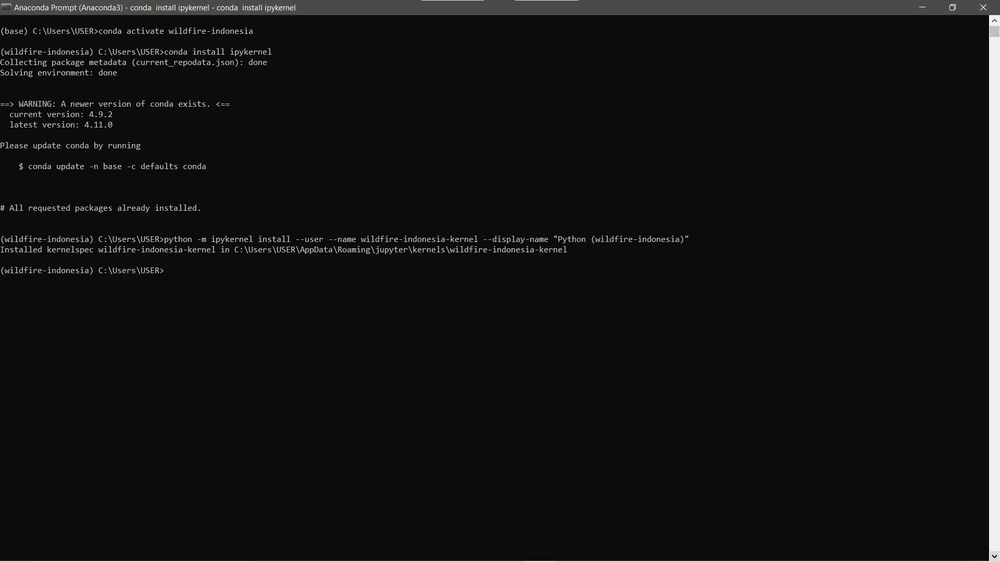 Anaconda Prompt (Anaconda3) - conda  install ipykernel - conda  install ipykernel
(base) C:\Users\USER>conda activate wildfire-indonesia
(wildfire-indonesia) C:\Users\USER>conda install ipykernel
Collecting package metadata (current_repodata.json): done
Solving environment: done
==> WARNING: A newer version of conda exists. <==
  current version: 4.9.2
  latest version: 4.11.0
Please update conda by running
    $ conda update -n base -c defaults conda
# All requested packages already installed.
(wildfire-indonesia) C:\Users\USER>python -m ipykernel install --user --name wildfire-indonesia-kernel --display-name "Python (wildfire-indonesia)"
Installed kernelspec wildfire-indonesia-kernel in C:\Users\USER\AppData\Roaming\jupyter\kernels\wildfire-indonesia-kernel
(wildfire-indonesia) C:\Users\USER>